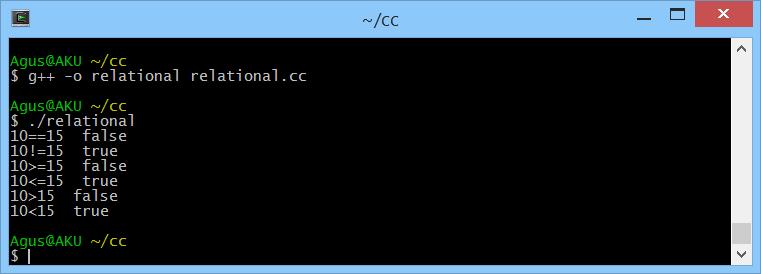 ~/cc
Agus@AKU ~/cc
$ g++ -o relational relational.cc
Agus@AKU ~/cc
$ ./relational
10==15  false
10!=15  true
10>=15  false
10<=15  true
10>15  false
10<15  true
Agus@AKU ~/cc
$